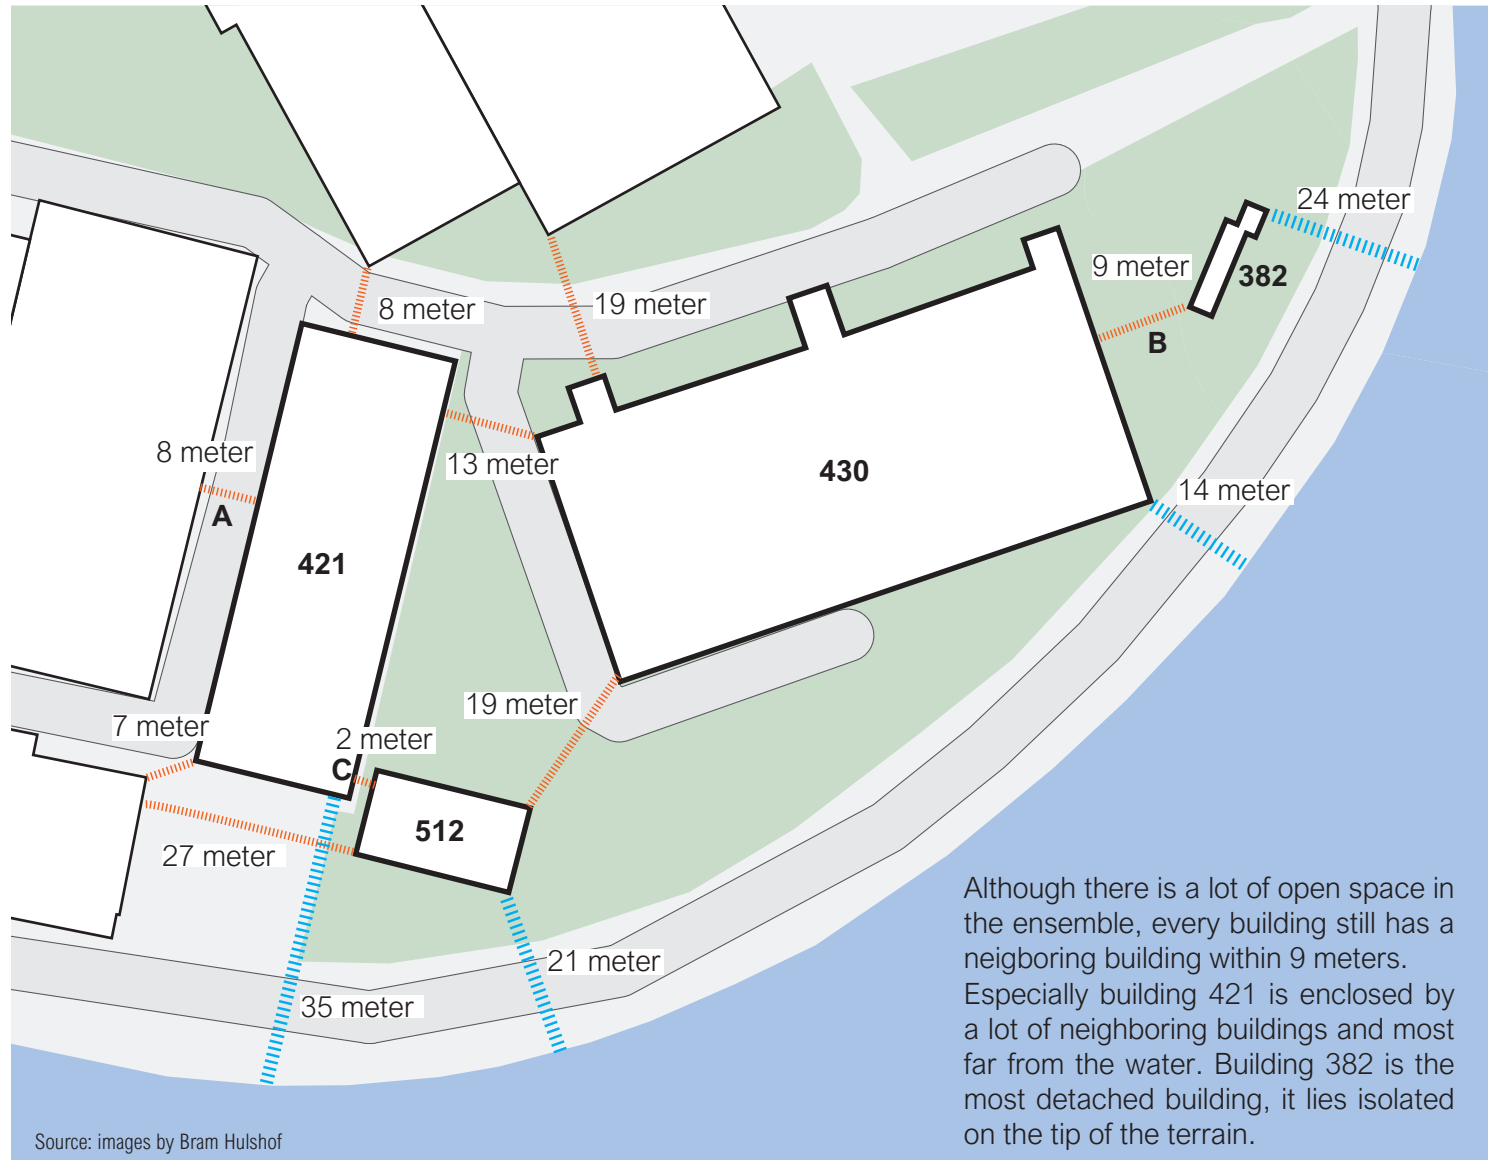 24 meter
9 meter
382
8 meter
19 meter
B
8 meter
13 meter
430
14 meter
A
421
19 meter
7 meter
2 meter
C
512
27 meter
21 meter
35 meter
Although there is a lot of open space in
the ensemble, every building still has a
neigboring building within 9 meters.
Especially building 421 is enclosed by
a lot of neighboring buildings and most
far from the water. Building 382 is the
most detached building, it lies isolated
on the tip of the terrain.
Source: images by Bram Hulshof